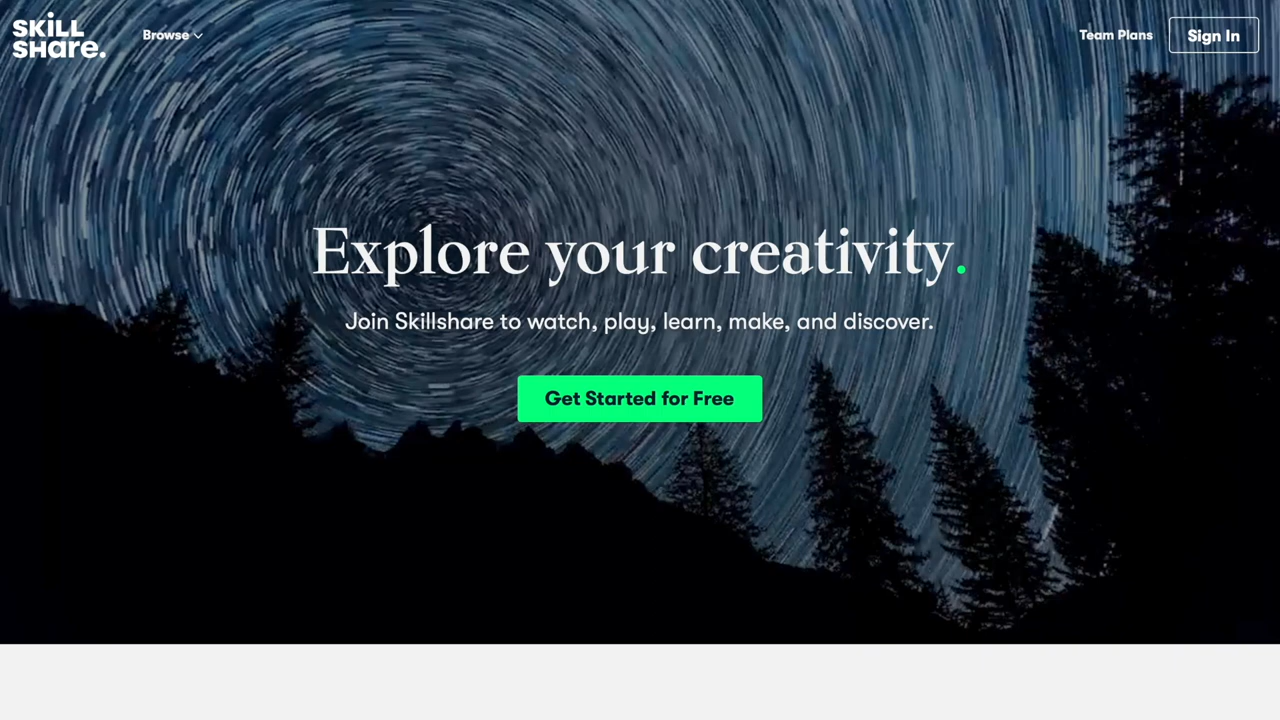 SKILL
SHare.
Browse
Team Plans
Sign In
Explore your creativity.
Join Skillshare to watch, play, learn, make, and discover.
Get Started for Free